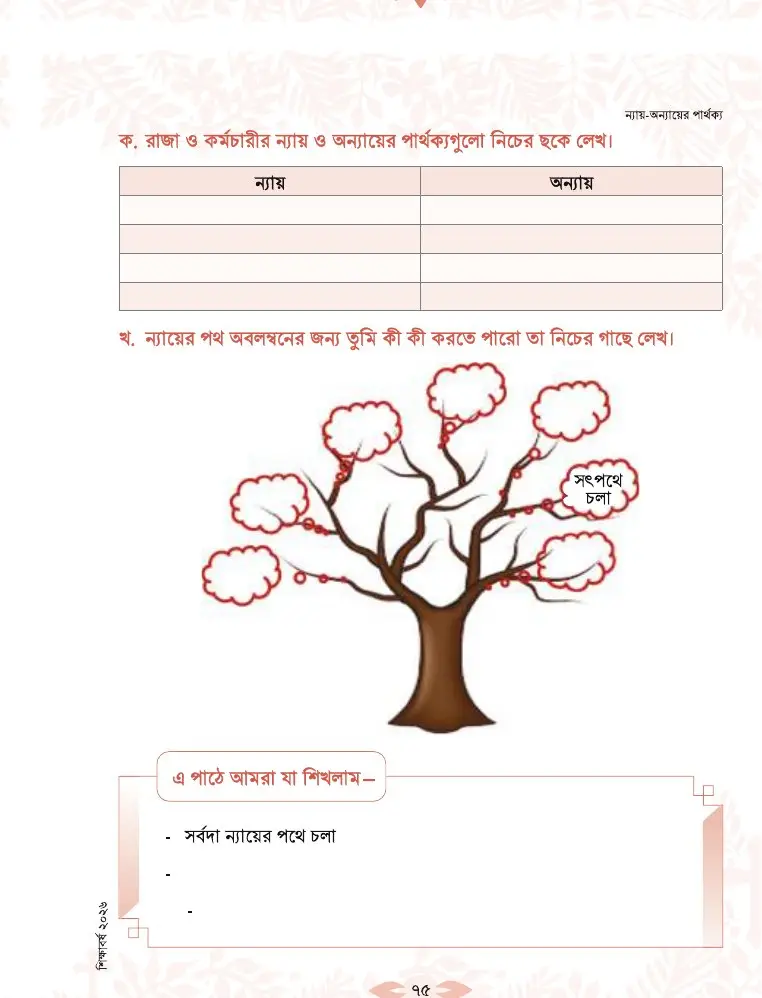 ন্যায়-অন্যায়ের পার্থক্য
ক. রাজা ও কর্মচারীর ন্যায় ও অন্যায়ের পার্থক্যগুলো নিচের ছকে লেখ।
ন্যায় অন্যায়
খ. ন্যায়ের পথ অবলম্বনের জন্য তুমি কী কী করতে পারো তা নিচের গাছে লেখ।
সৎপথে
চলা
এ পাঠে আমরা যা শিখলাম–
- সর্বদা ন্যায়ের পথে চলা
-
-
শিক্ষাবর্ষ ২০২৬
৭৫